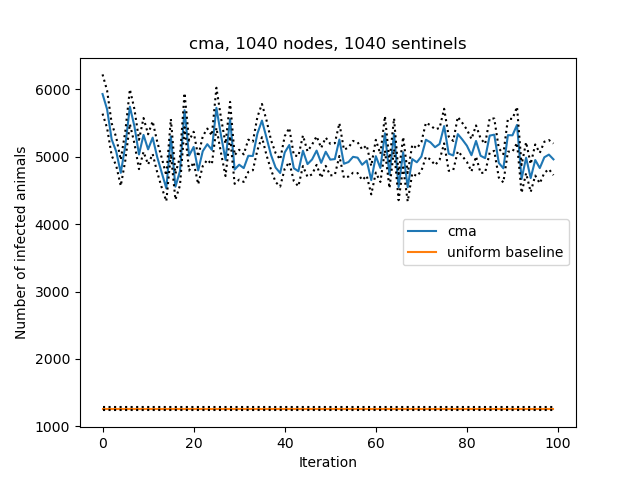 cma, 1040 nodes, 1040 sentinels
Number of infected animals
6000
5000
4000
3000
2000
1000
cma
uniform baseline
0
20
40
60
80
100
Iteration